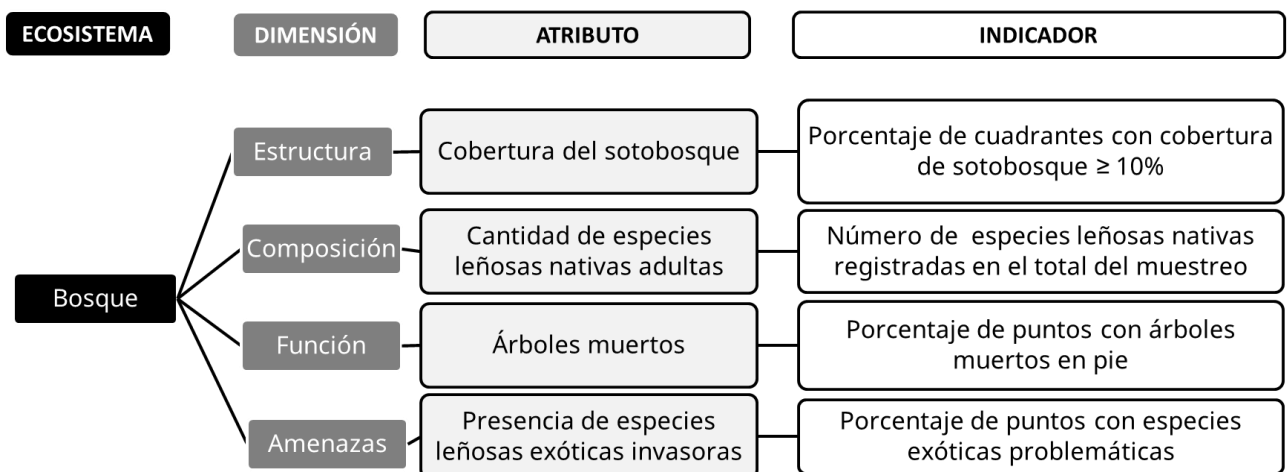 ECOSISTEMA
DIMENSIÓN
ATRIBUTO
INDICADOR
Bosque
Estructura
Cobertura del sotobosque
Porcentaje de cuadrantes con cobertura
de sotobosque ≥ 10%
Composición
Cantidad de especies
leñosas nativas adultas
Número de especies leñosas nativas
registradas en el total del muestreo
Función
Árboles muertos
Porcentaje de puntos con árboles
muertos en pie
Amenazas
Presencia de especies
leñosas exóticas invasoras
Porcentaje de puntos con especies
exóticas problemáticas